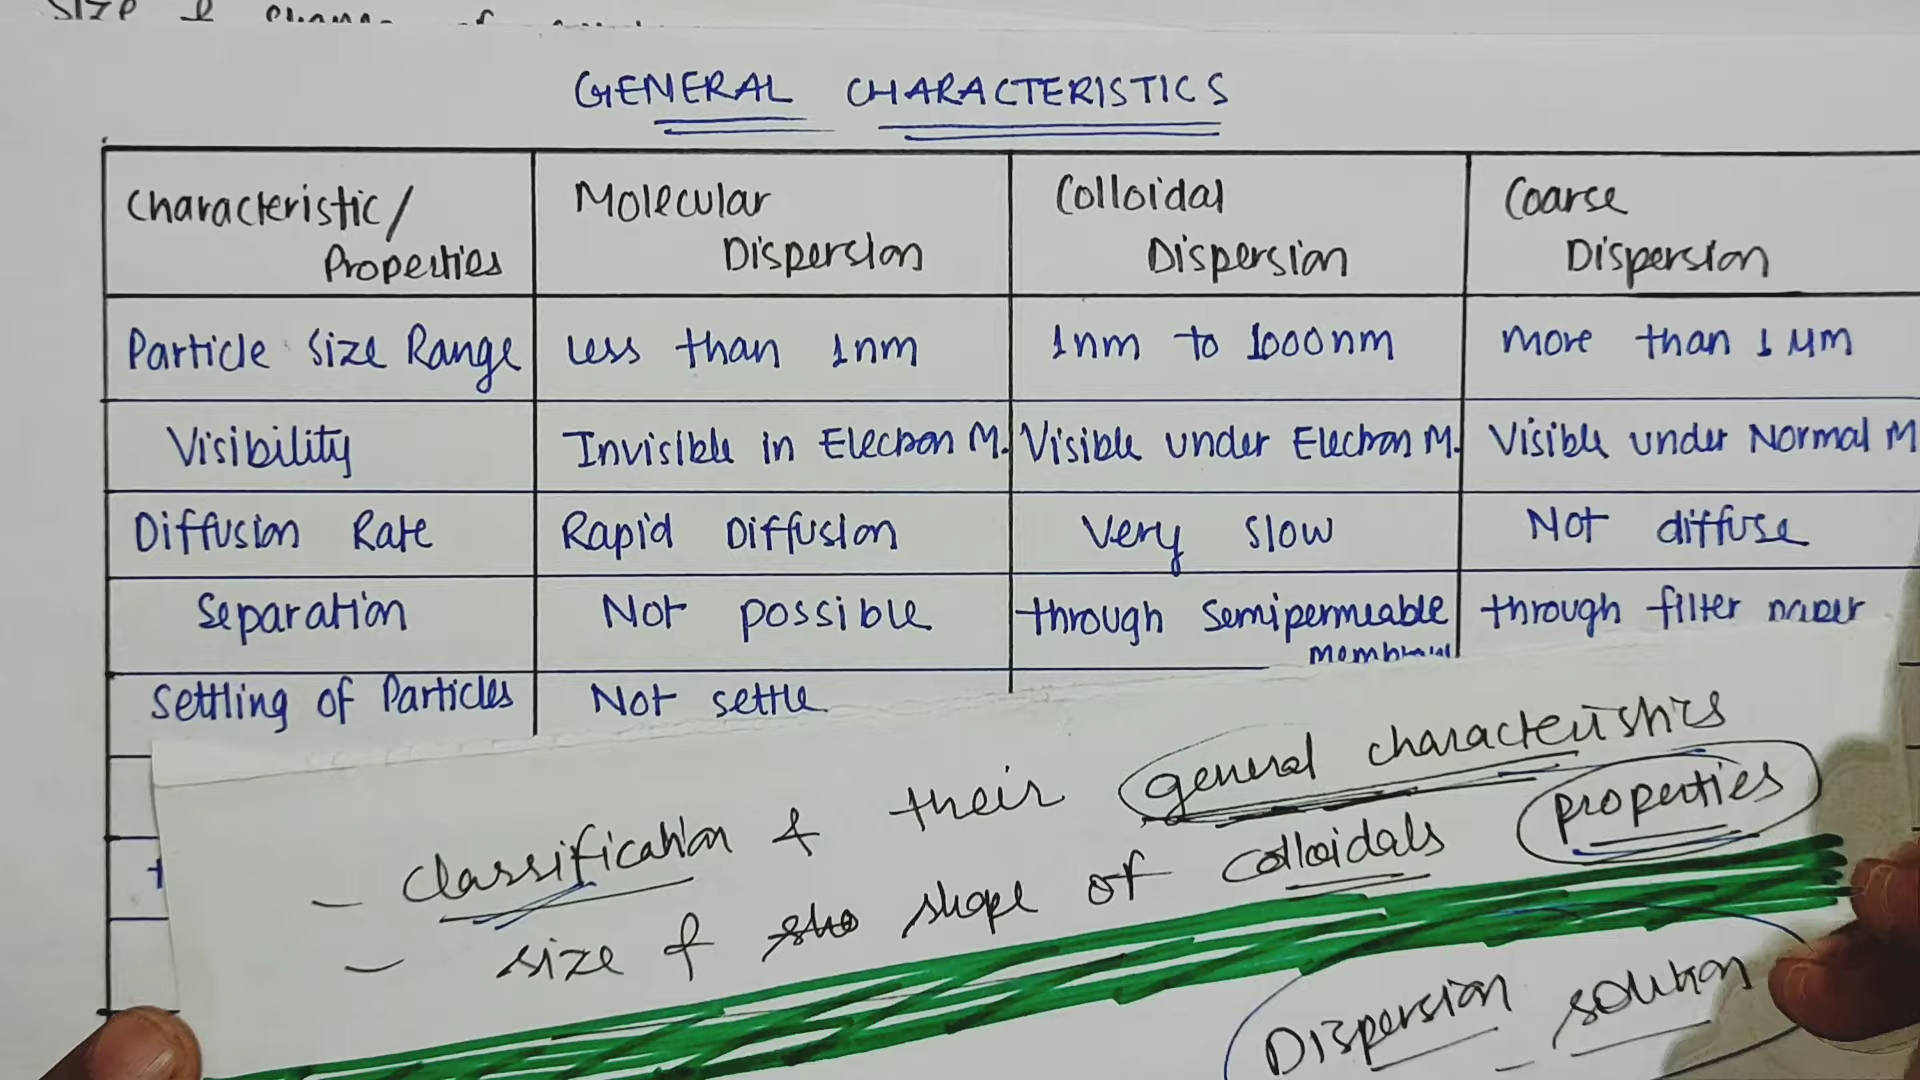 GENERAL CHARACTERISTICS
Characteristic/ Properties
Molecular Dispersion
Colloidal Dispersion
Coarse Dispersion
Particle Size Range
Less than 1nm
1nm to 1000nm
more than 1 µm
Visibility
Invisible in Elecron M.
Visible under Electron M.
Visible under Normal M
Diffusion Rate
Rapid Diffusion
Very slow
Not diffuse
Separation
Not possible
through Semipermeable
through filter paper
Settling of Particles
Not settle
- Classification & their general characteristics
- size & shape of colloidals properties
Dispersion - solution